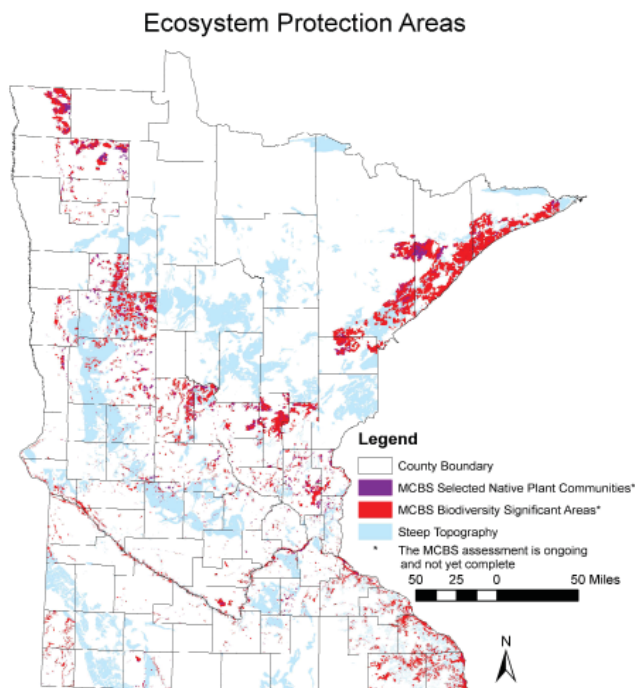 Ecosystem Protection Areas
Legend
County Boundary
MCBS Selected Native Plant Communities*
MCBS Biodiversity Significant Areas*
Steep Topography
* The MCBS assessment is ongoing
and not yet complete
50 25 0 50 Miles
N